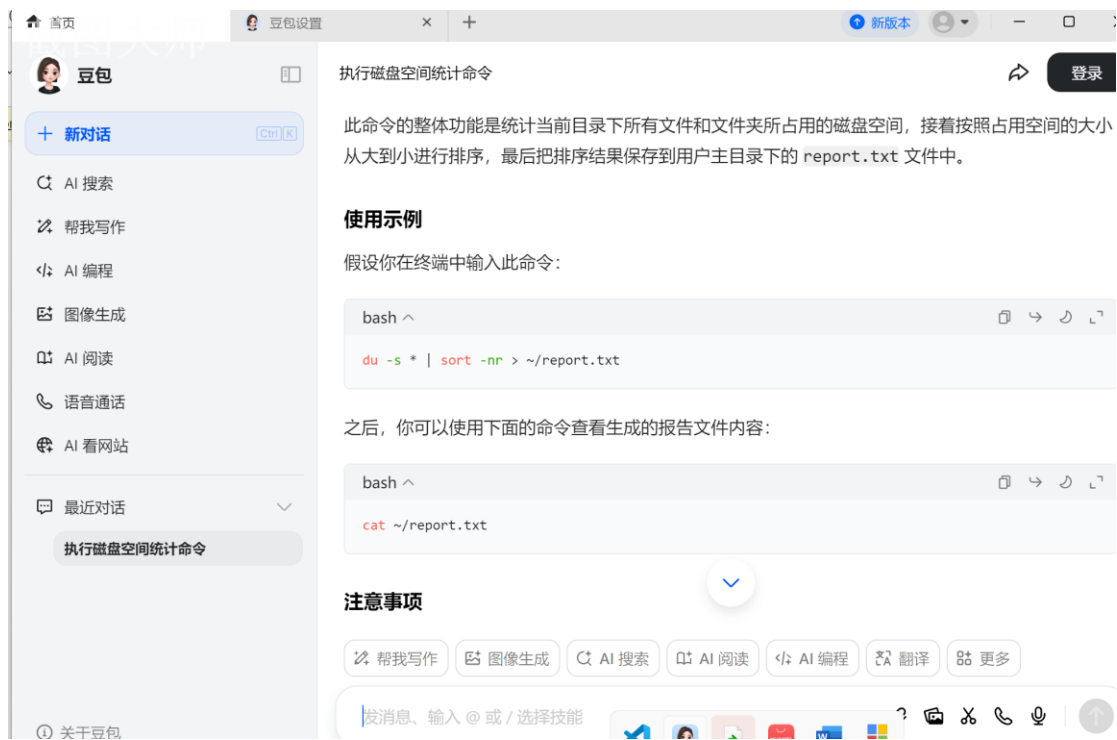 首页
豆包设置
新版本
截图大师
豆包
执行磁盘空间统计命令
登录
新对话
Ctrl K
AI 搜索
帮我写作
AI 编程
图像生成
AI 阅读
语音通话
AI 看网站
最近对话
执行磁盘空间统计命令
关于豆包
此命令的整体功能是统计当前目录下所有文件和文件夹所占用的磁盘空间，接着按照占用空间的大小
从大到小进行排序，最后把排序结果保存到用户主目录下的 report.txt 文件中。
使用示例
假设你在终端中输入此命令：
bash
du -s * | sort -nr > ~/report.txt
之后，你可以使用下面的命令查看生成的报告文件内容：
bash
cat ~/report.txt
注意事项
帮我写作
图像生成
AI 搜索
AI 阅读
AI 编程
翻译
更多
发消息、输入 @ 或 / 选择技能